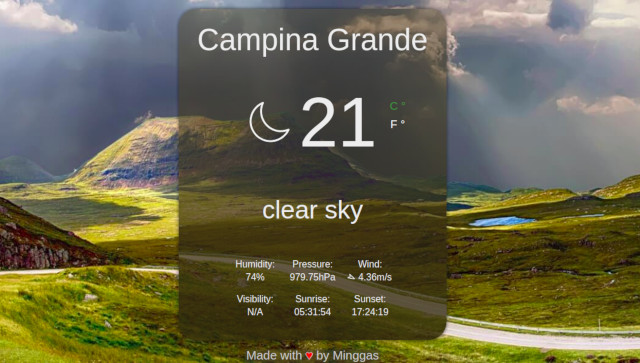 Campina Grande
21
C °
F °
clear sky
Humidity: Pressure: Wind:
74% 979.75hPa 4.36m/s
Visibility: Sunrise: Sunset:
N/A 05:31:54 17:24:19
Made with ❤ by Minggas